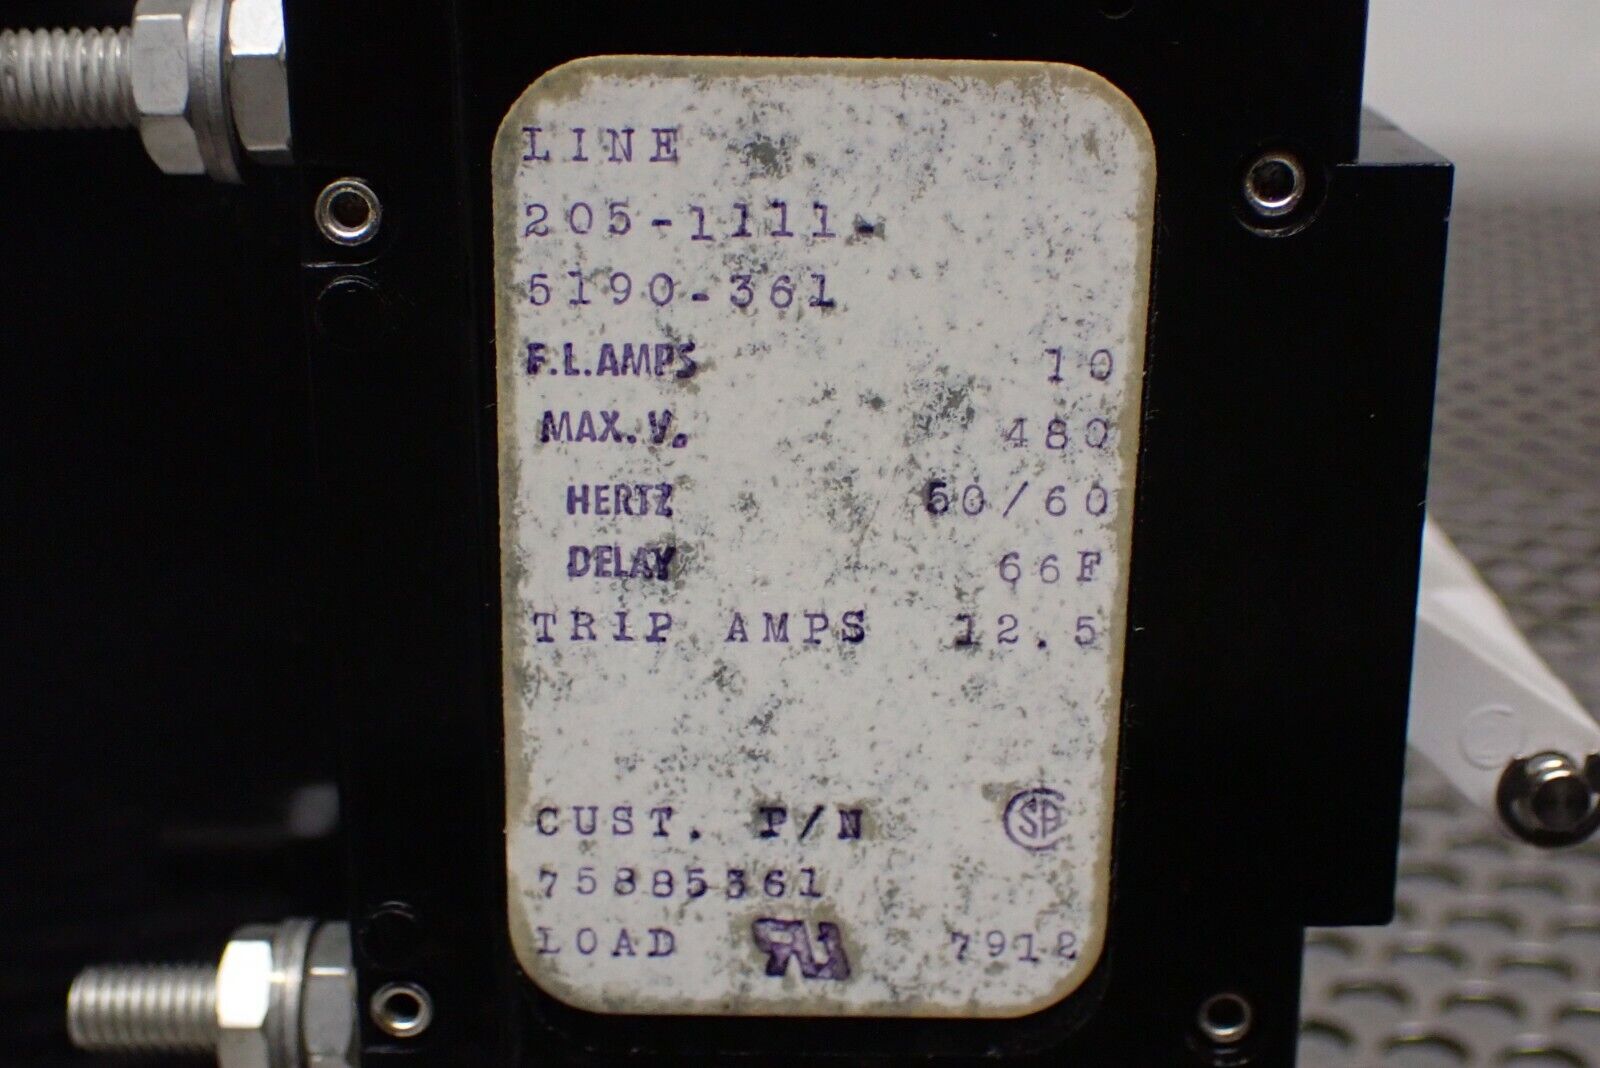 LINE
205-1111-
5190-361
F.L.AMPS 10
MAX.V. 480
HERTZ 50/60
DELAY 66F
TRIP AMPS 12.5
CUST. P/N
75885361
LOAD 7912